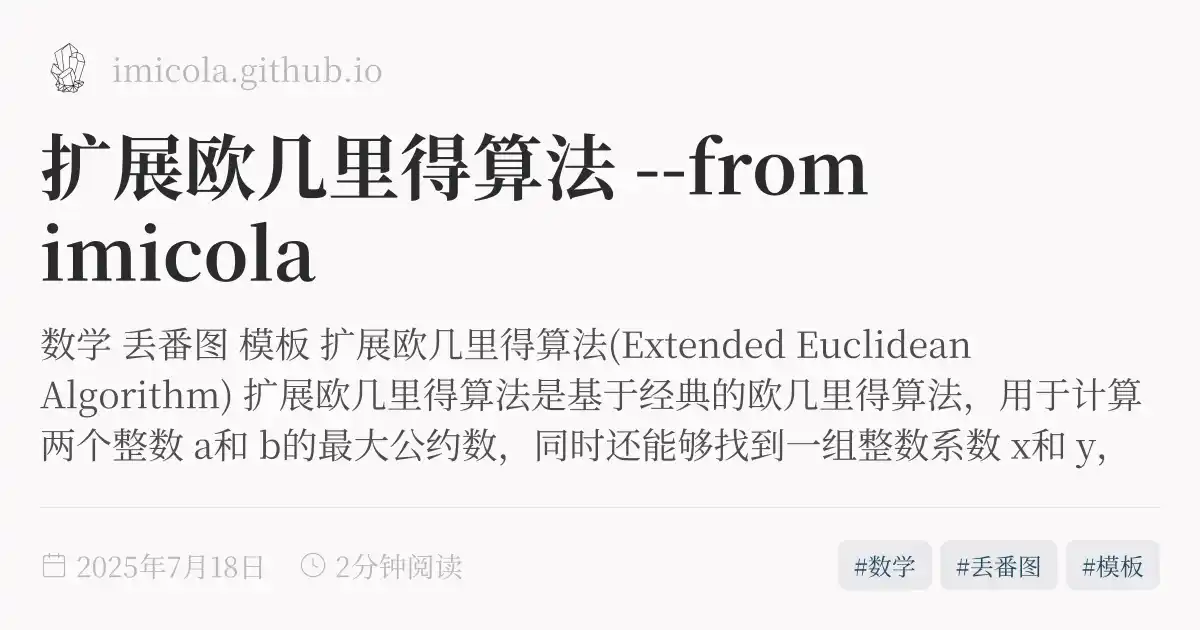 imicola.github.io
扩展欧几里得算法 --from
imicola
数学 丢番图 模板 扩展欧几里得算法(Extended Euclidean
Algorithm) 扩展欧几里得算法是基于经典的欧几里得算法，用于计算
两个整数 a和 b的最大公约数，同时还能够找到一组整数系数 x和 y，
2025年7月18日 2分钟阅读 #数学 #丢番图 #模板